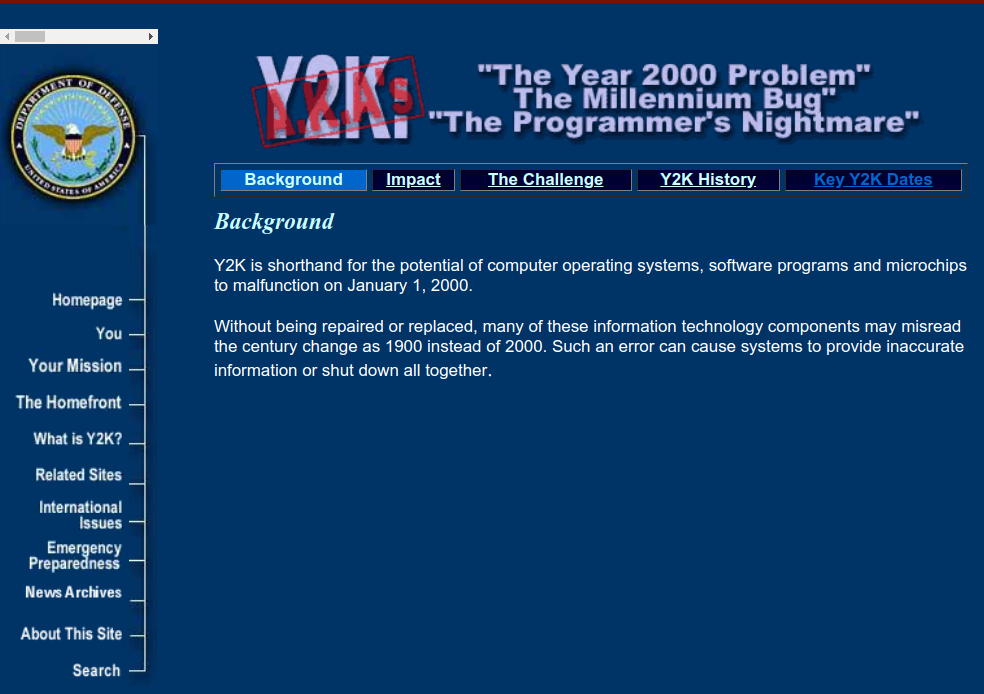 DEPARTMENT OF DEFENSE
UNITED STATES OF AMERICA
Y2K:
A.K.A's
"The Year 2000 Problem"
The Millennium Bug"
"The Programmer's Nightmare"
Background Impact The Challenge Y2K History Key Y2K Dates
Background
Y2K is shorthand for the potential of computer operating systems, software programs and microchips
to malfunction on January 1, 2000.
Without being repaired or replaced, many of these information technology components may misread
the century change as 1900 instead of 2000. Such an error can cause systems to provide inaccurate
information or shut down all together.
Homepage
You
Your Mission
The Homefront
What is Y2K?
Related Sites
International
Issues
Emergency
Preparedness
News Archives
About This Site
Search